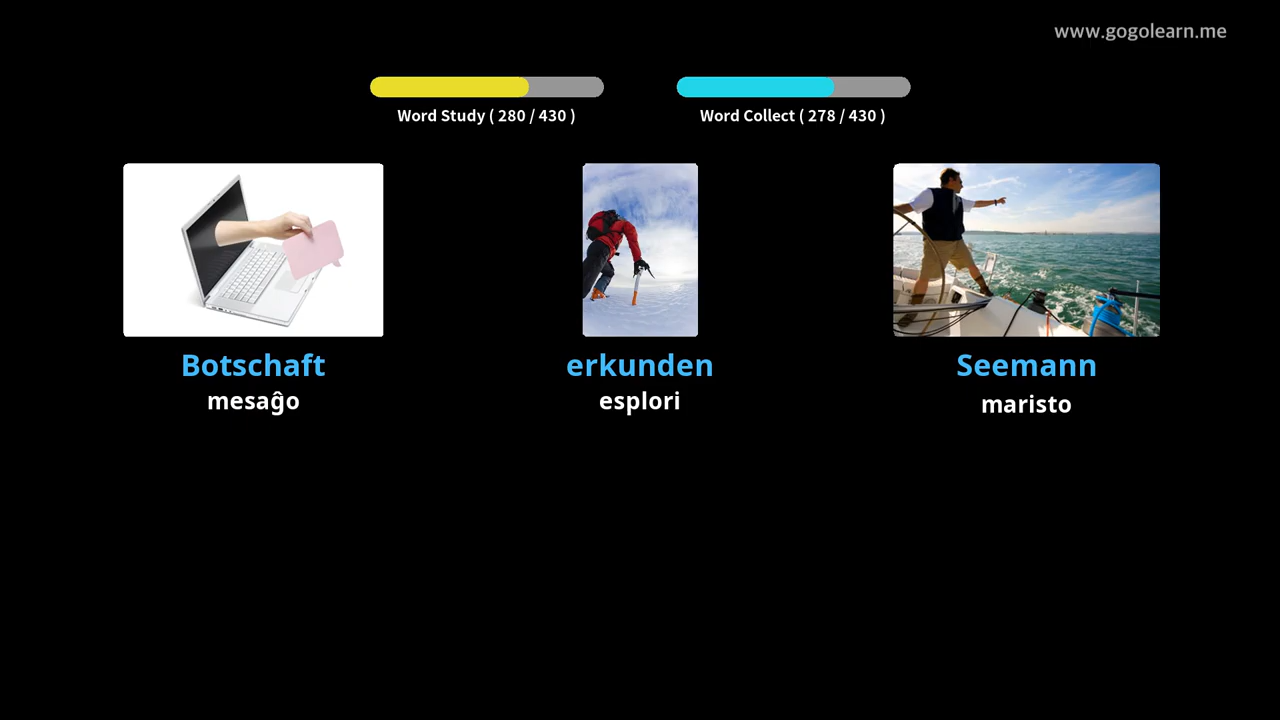 www.gogolearn.me
Word Study ( 280 / 430 )
Word Collect ( 278 / 430 )
Botschaft
mesaĝo
erkunden
esplori
Seemann
maristo